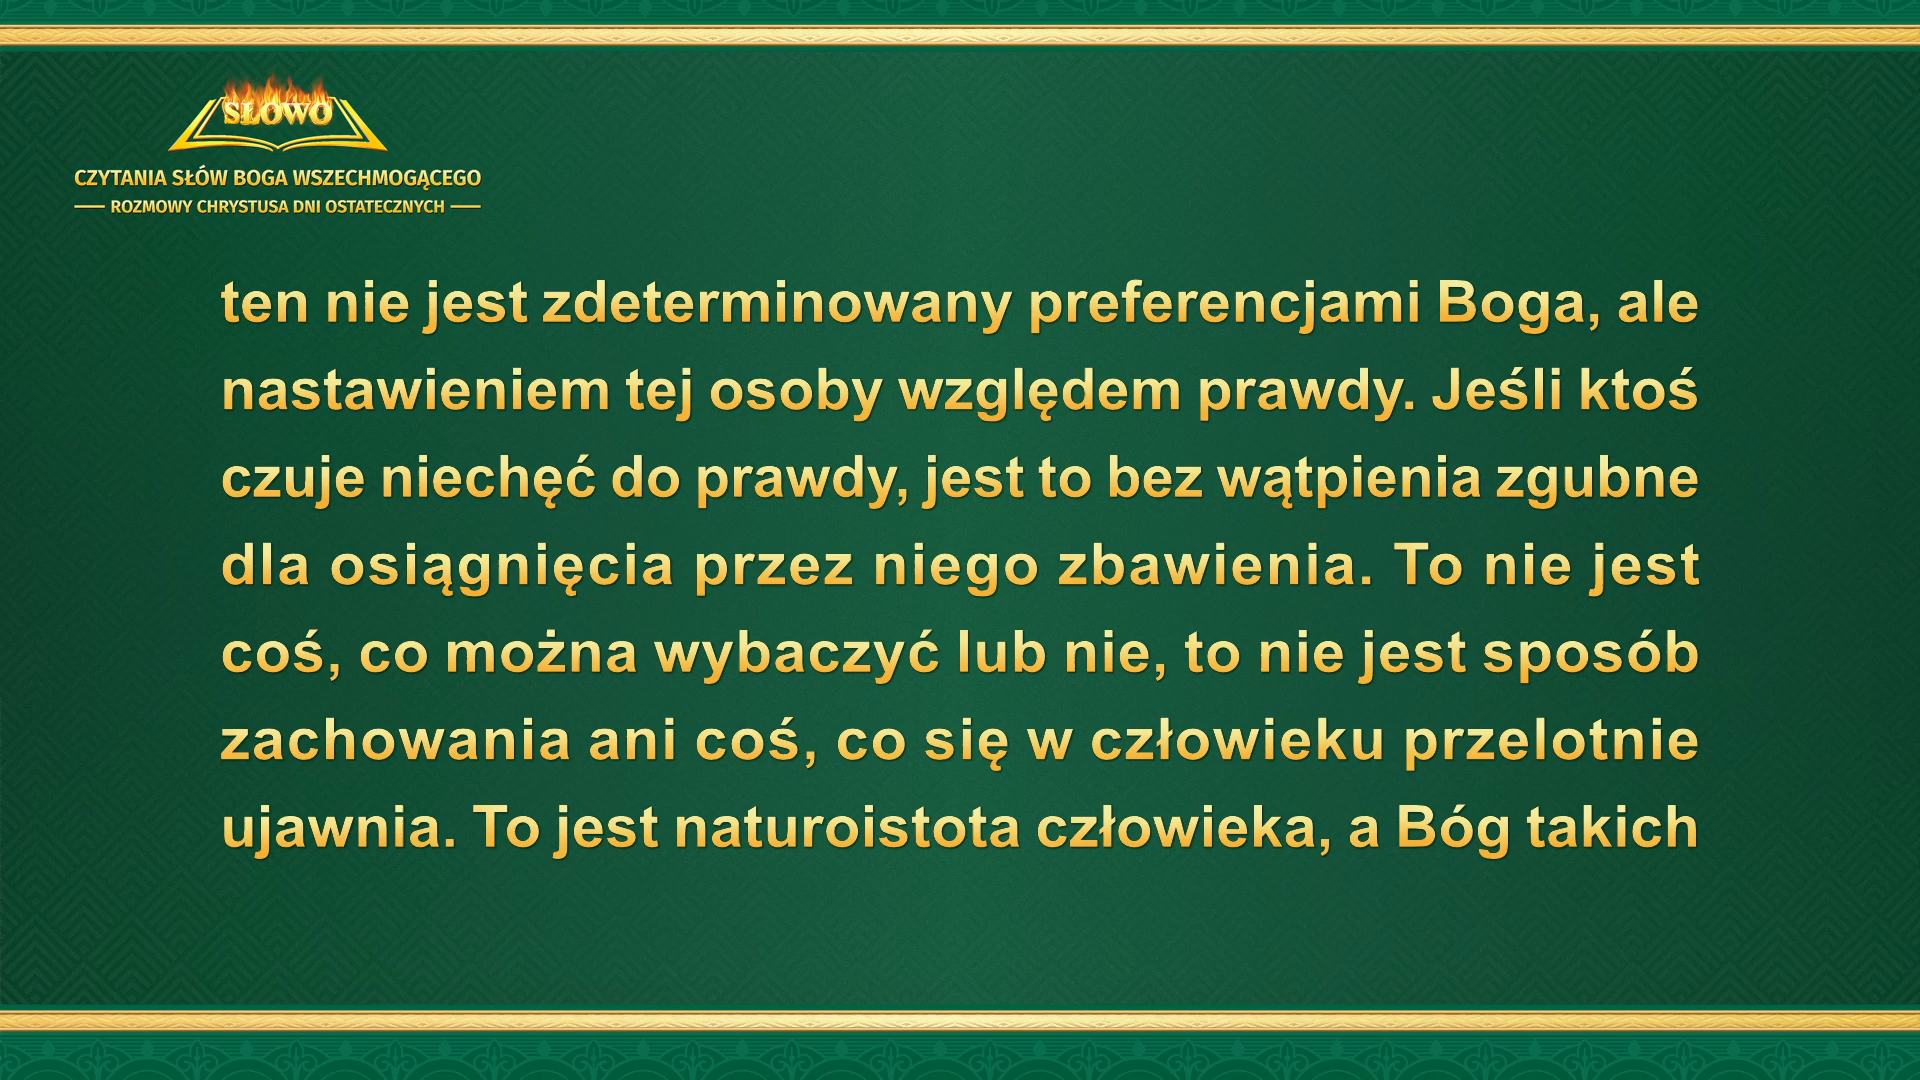 SŁOWO
CZYTANIA SŁÓW BOGA WSZECHMOGĄCEGO
ROZMOWY CHRYSTUSA DNI OSTATECZNYCH
ten nie jest zdeterminowany preferencjami Boga, ale
nastawieniem tej osoby względem prawdy. Jeśli ktoś
czuje niechęć do prawdy, jest to bez wątpienia zgubne
dla osiągnięcia przez niego zbawienia. To nie jest
coś, co można wybaczyć lub nie, to nie jest sposób
zachowania ani coś, co się w człowieku przelotnie
ujawnia. To jest naturoistota człowieka, a Bóg takich